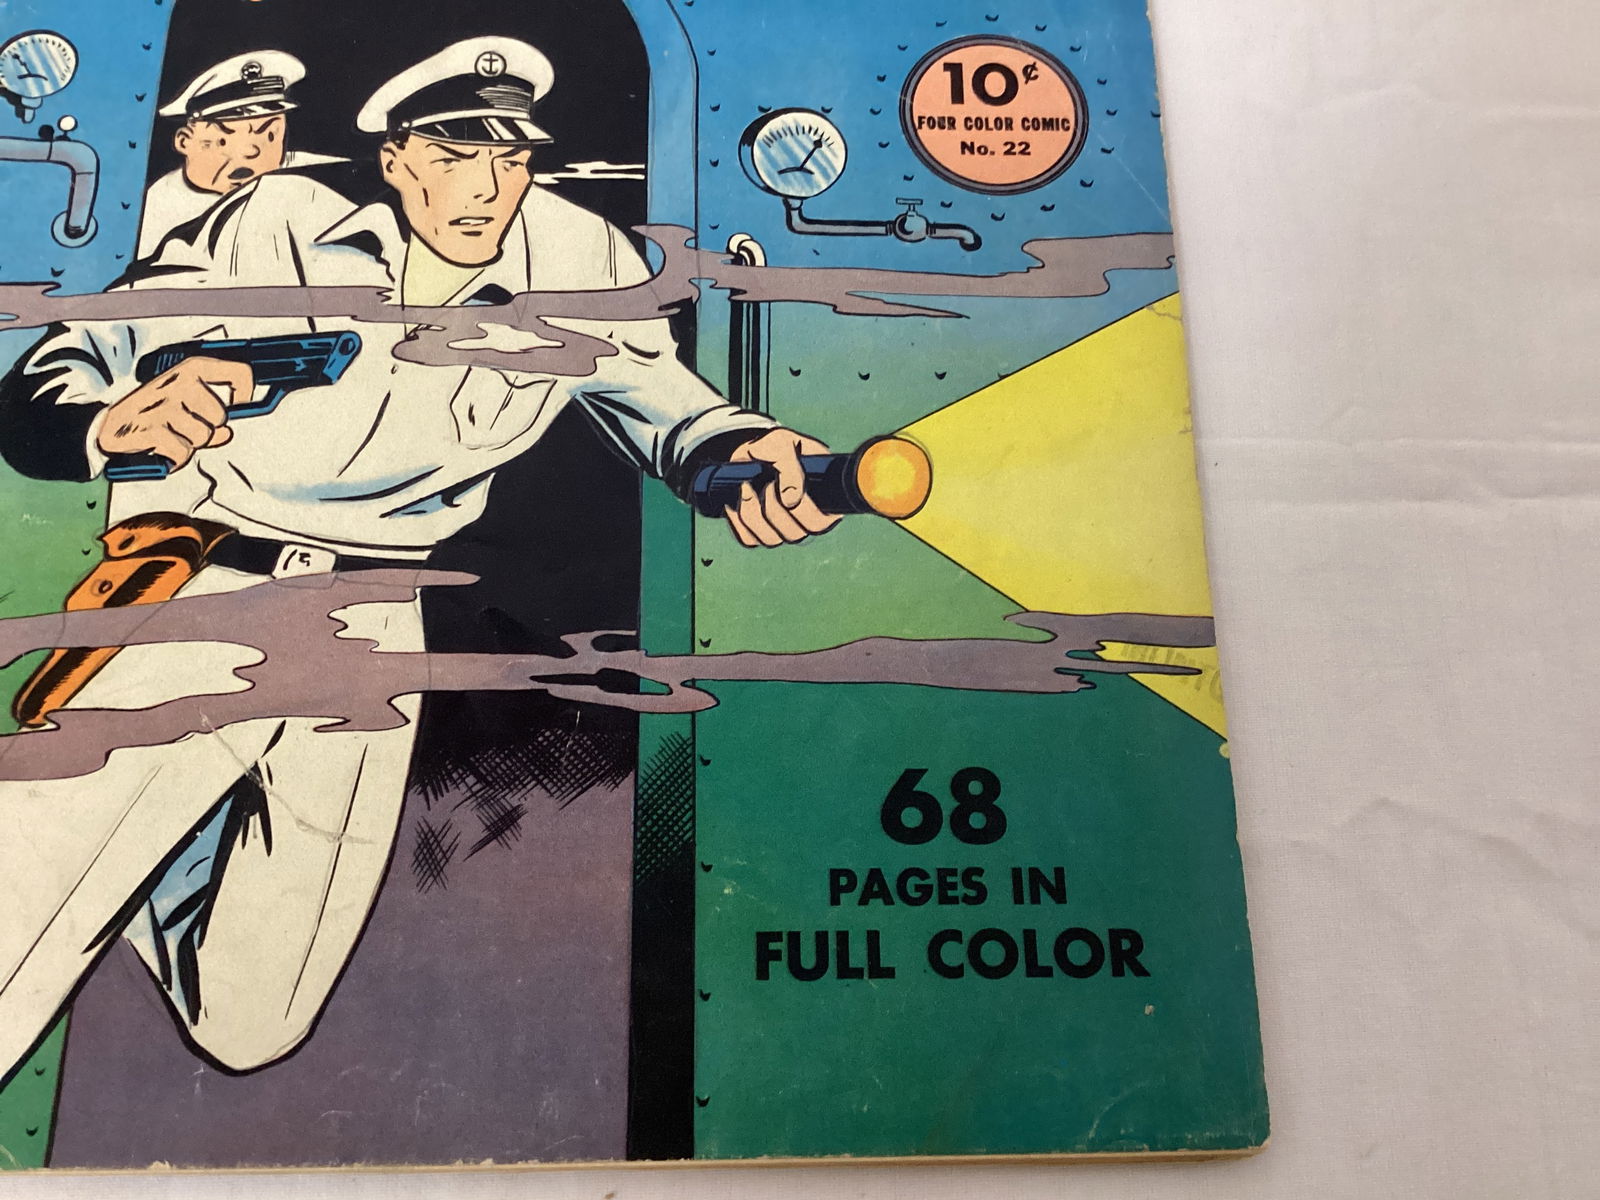 10¢
FOUR COLOR COMIC
No. 22
68
PAGES IN
FULL COLOR